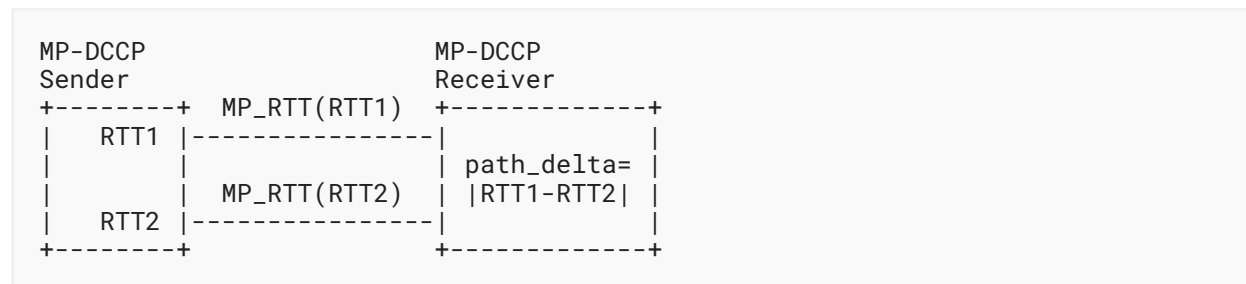 MP-DCCP                     MP-DCCP
Sender                      Receiver
+--------+  MP_RTT(RTT1)  +-------------+
|   RTT1 |----------------|             |
|        |                | path_delta= |
|        |  MP_RTT(RTT2)  | |RTT1-RTT2| |
|   RTT2 |----------------|             |
+--------+                +-------------+